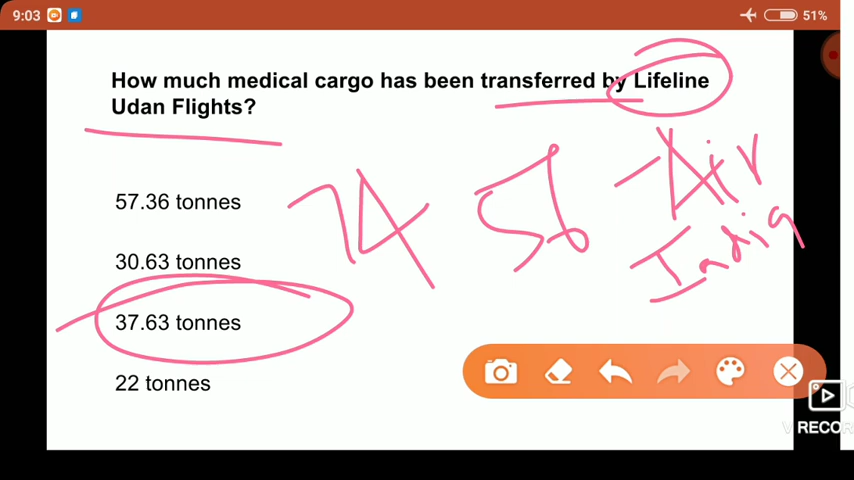 9:03
51%
How much medical cargo has been transferred by Lifeline
Udan Flights?
57.36 tonnes
74
56
- Air
India
30.63 tonnes
37.63 tonnes
22 tonnes
RECOR